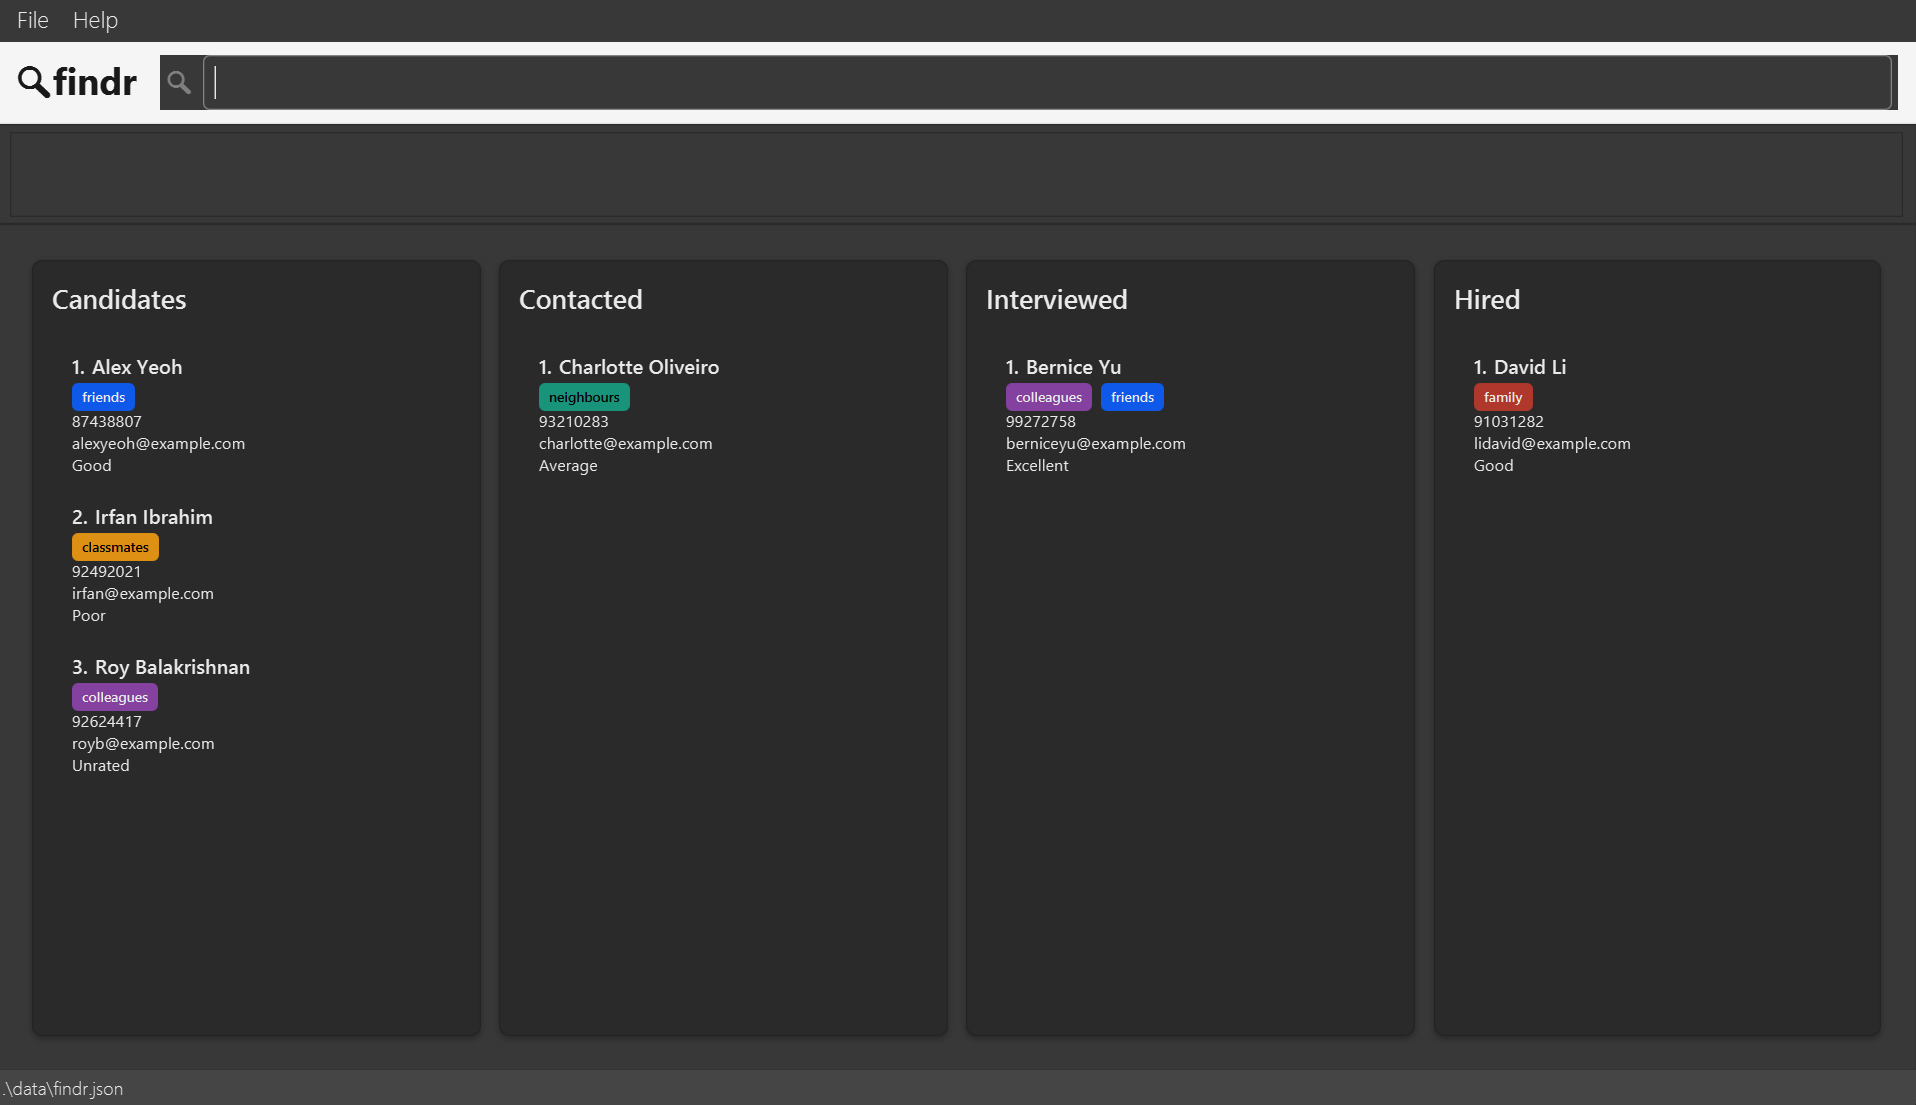 File Help
findr
Candidates
1. Alex Yeoh
friends
87438807
alexyeoh@example.com
Good
2. Irfan Ibrahim
classmates
92492021
irfan@example.com
Poor
3. Roy Balakrishnan
colleagues
92624417
royb@example.com
Unrated
Contacted
1. Charlotte Oliveiro
neighbours
93210283
charlotte@example.com
Average
Interviewed
1. Bernice Yu
colleagues friends
99272758
berniceyu@example.com
Excellent
Hired
1. David Li
family
91031282
lidavid@example.com
Good
.\data\findr.json